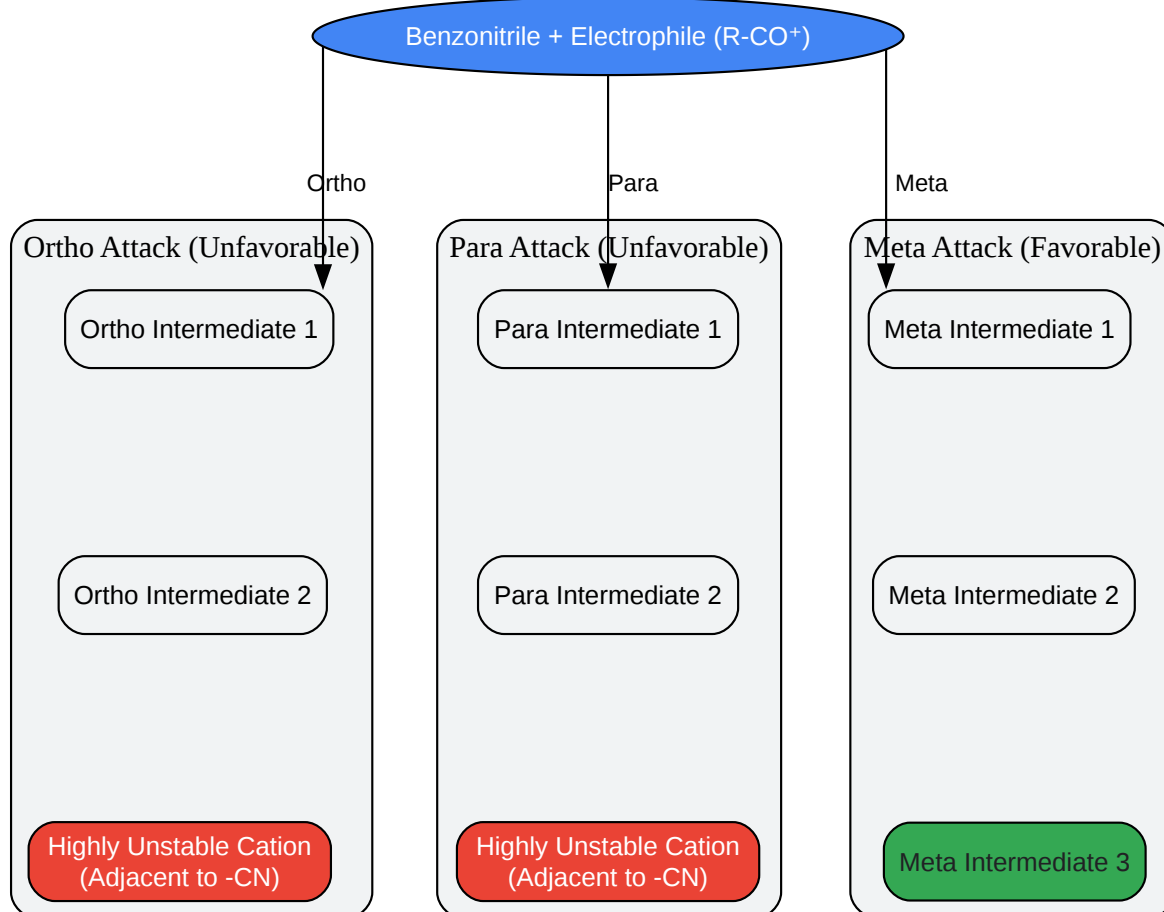 Benzonitrile + Electrophile (R-CO⁺)
Ortho
Para
Meta
Ortho Attack (Unfavorable)
Ortho Intermediate 1
Ortho Intermediate 2
Highly Unstable Cation
(Adjacent to -CN)
Para Attack (Unfavorable)
Para Intermediate 1
Para Intermediate 2
Highly Unstable Cation
(Adjacent to -CN)
Meta Attack (Favorable)
Meta Intermediate 1
Meta Intermediate 2
Meta Intermediate 3